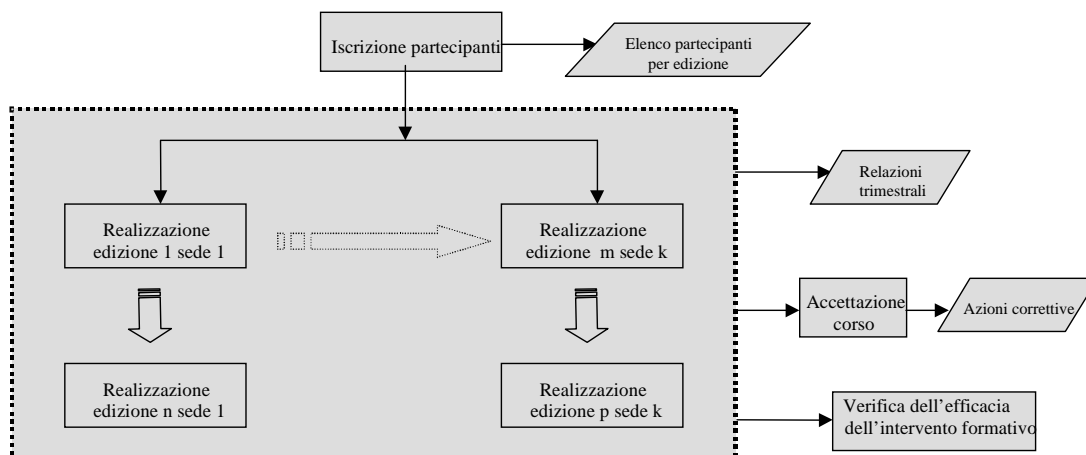 Iscrizione partecipanti
Elenco partecipanti
per edizione
Relazioni
trimestrali
Realizzazione
edizione 1 sede 1
Realizzazione
edizione m sede k
Accettazione
corso
Azioni correttive
Realizzazione
edizione n sede 1
Realizzazione
edizione p sede k
Verifica dell’efficacia
dell’intervento formativo